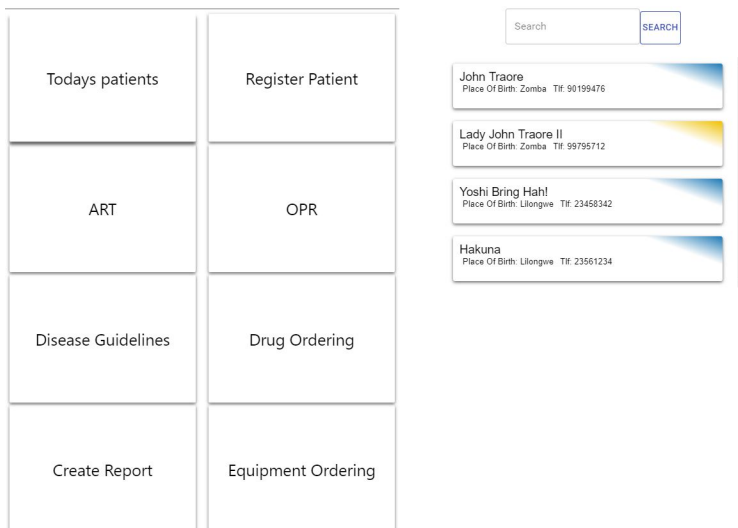 Todays patients
Register Patient
ART
OPR
Disease Guidelines
Drug Ordering
Create Report
Equipment Ordering
Search
SEARCH
John Traore
Place Of Birth: Zomba Tlf: 90199476
Lady John Traore II
Place Of Birth: Zomba Tlf: 99795712
Yoshi Bring Hah!
Place Of Birth: Lilongwe Tlf: 23458342
Hakuna
Place Of Birth: Lilongwe Tlf: 23561234